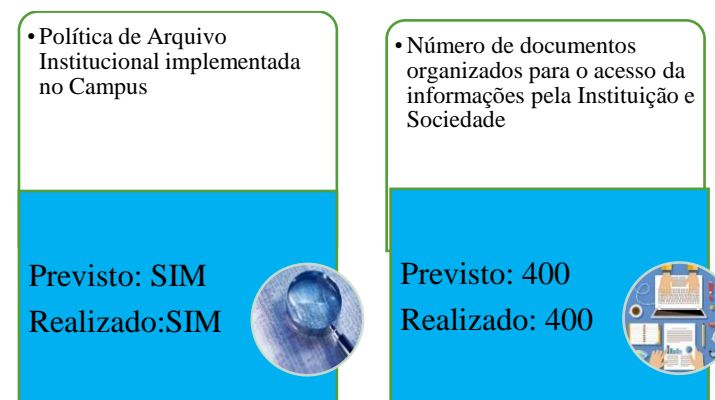 • Política de Arquivo
Institucional implementada
no Campus
Previsto: SIM
Realizado:SIM
• Número de documentos
organizados para o acesso da
informações pela Instituição e
Sociedade
Previsto: 400
Realizado: 400